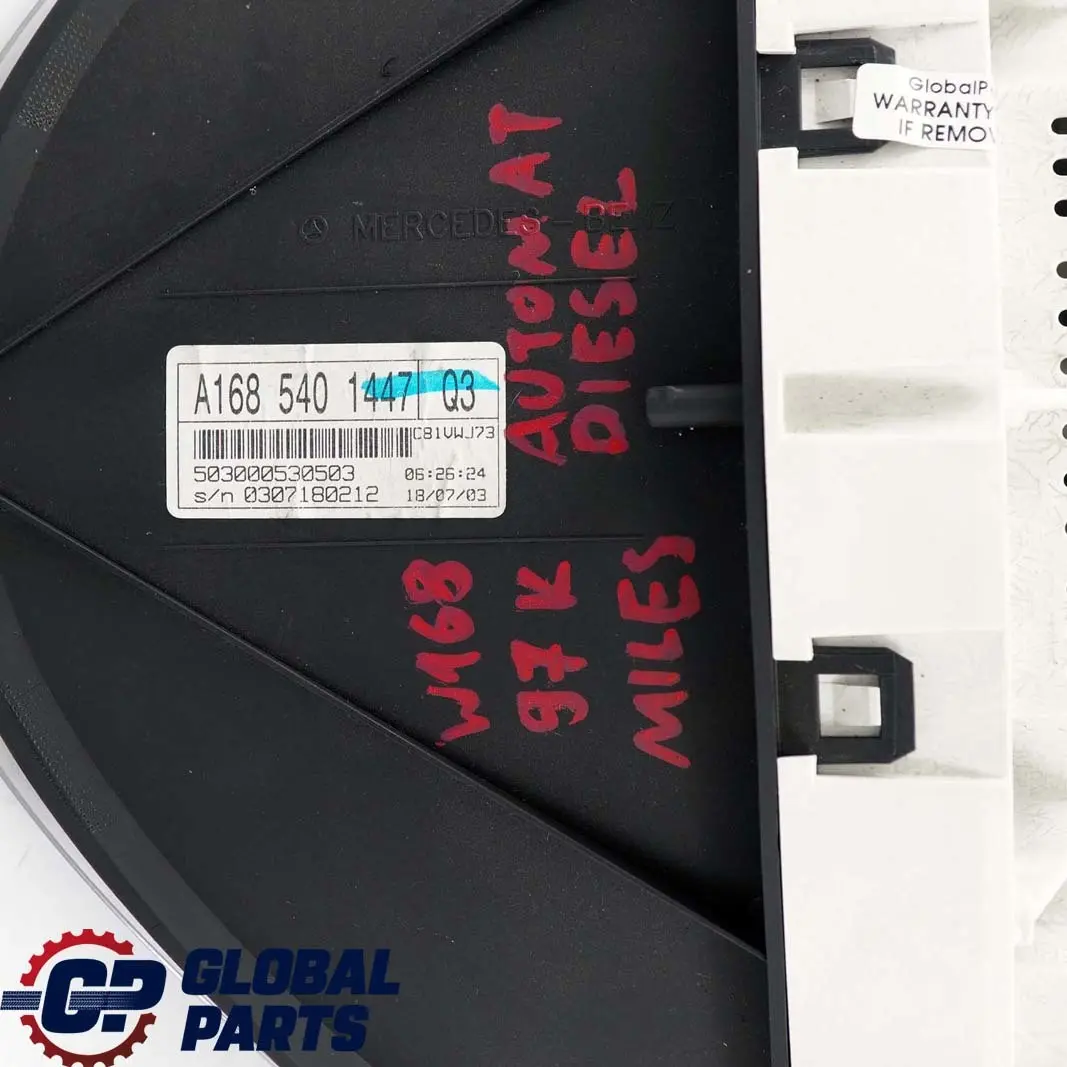 GlobalP
WARRANTY
IF REMOV
MERCEDES-BENZ
AUTOMAT
DIESEL
A168 540 1447 Q3
C81VWJ73
503000530503 06:26:24
s/n 0307180212 18/07/03
W168
97K
MILES
GP GLOBAL
PARTS